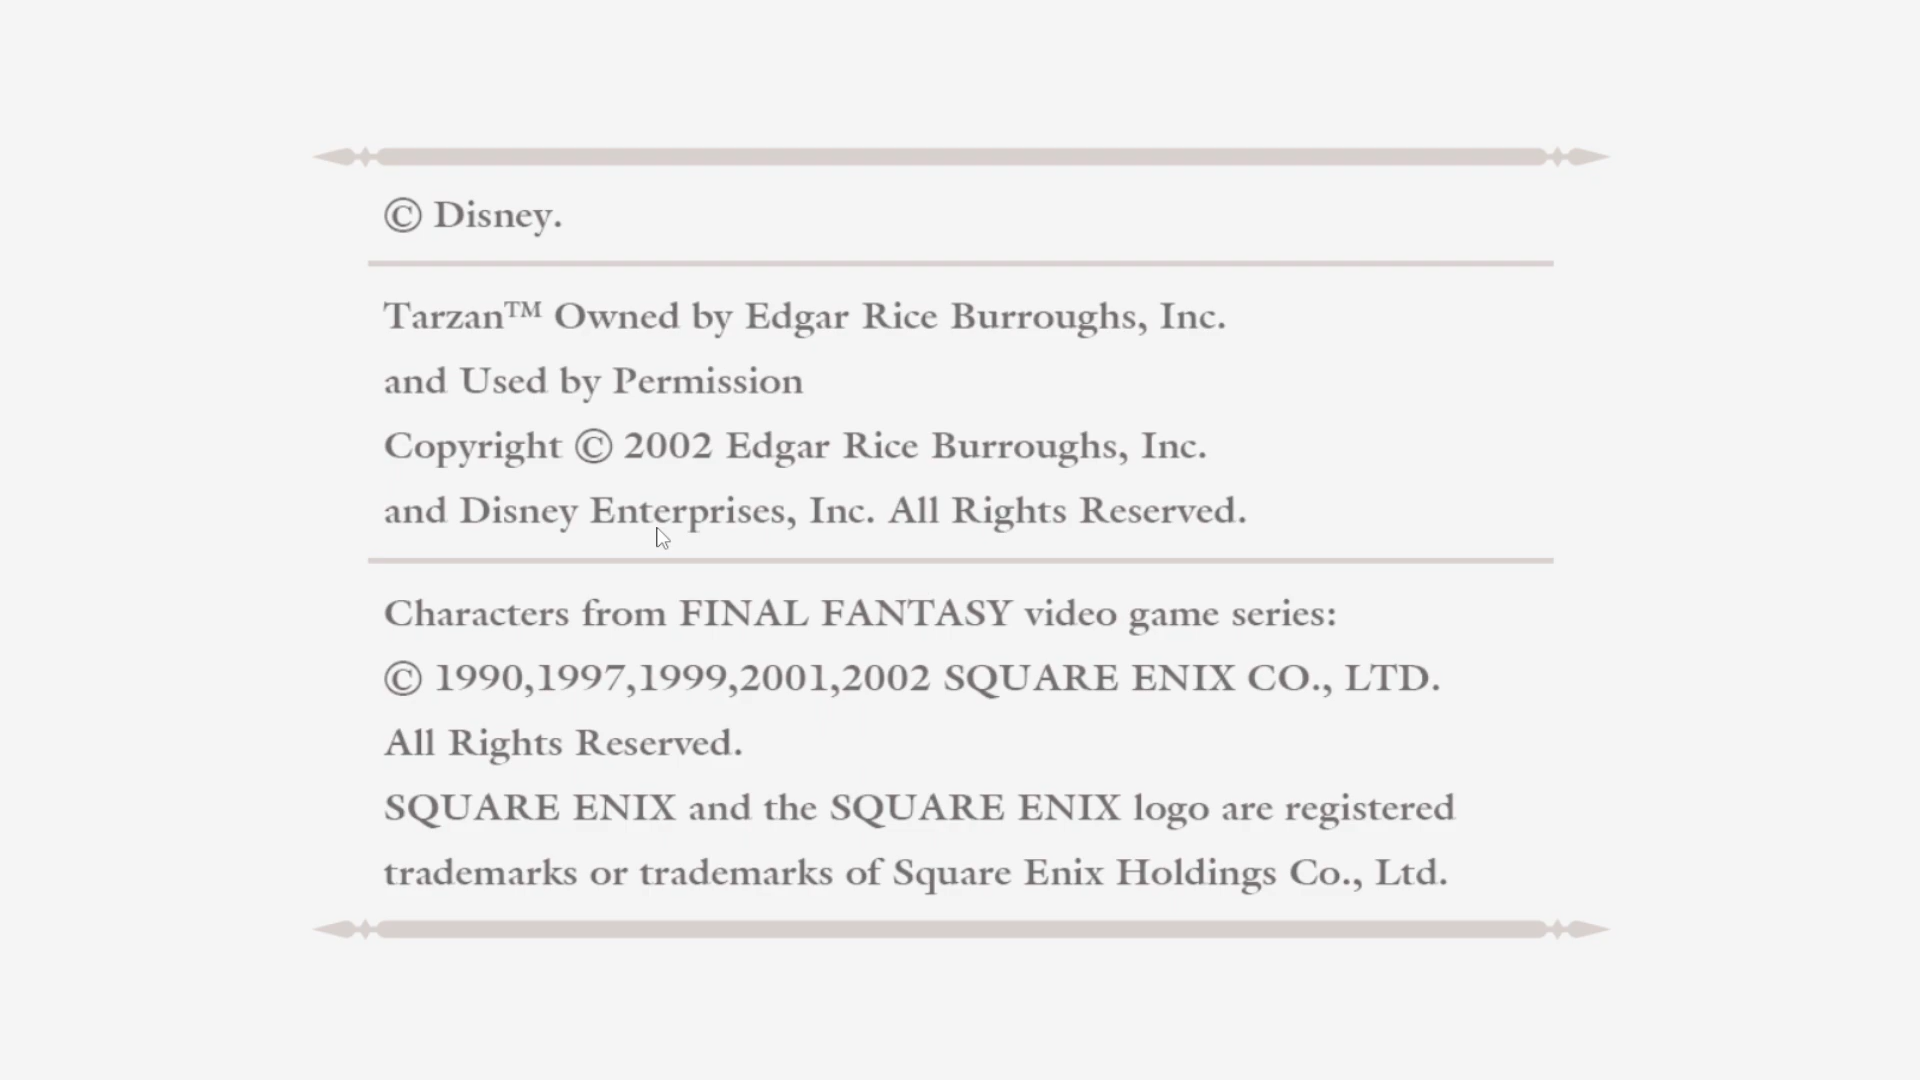 © Disney.
Tarzan™ Owned by Edgar Rice Burroughs, Inc.
and Used by Permission
Copyright © 2002 Edgar Rice Burroughs, Inc.
and Disney Enterprises, Inc. All Rights Reserved.
Characters from FINAL FANTASY video game series:
© 1990,1997,1999,2001,2002 SQUARE ENIX CO., LTD.
All Rights Reserved.
SQUARE ENIX and the SQUARE ENIX logo are registered
trademarks or trademarks of Square Enix Holdings Co., Ltd.